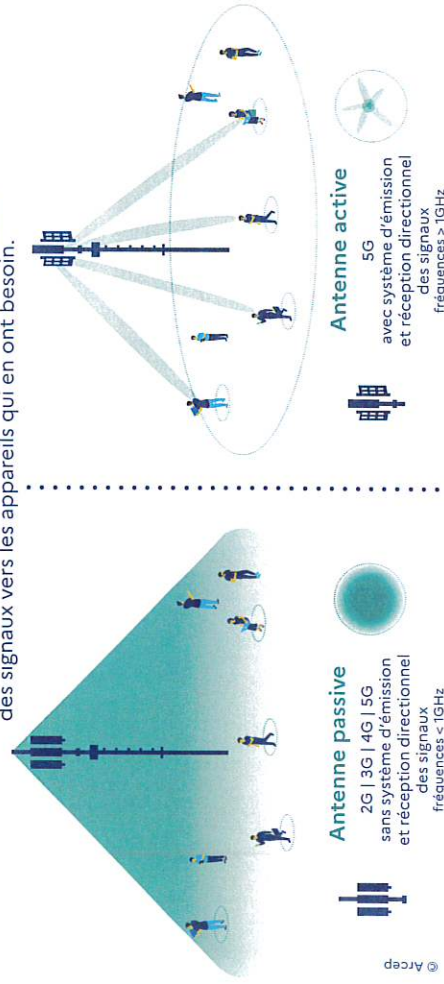 des signaux vers les appareils qui en ont besoin.
Antenne passive
2G | 3G | 4G | 5G
sans système d'émission
et réception directionnel
des signaux
fréquences < 1GHz
Antenne active
5G
avec système d'émission
et réception directionnel
des signaux
fréquences > 1GHz
© Arcep